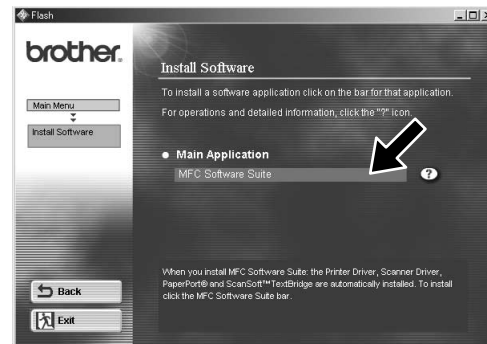 Flash
brother.
Main Menu
Install Software
Install Software
To install a software application click on the bar for that application.
For operations and detailed information, click the "?" icon.
Main Application
MFC Software Suite
?
When you install MFC Software Suite: the Printer Driver, Scanner Driver,
PaperPort® and ScanSoft™TextBridge are automatically installed. To install
click the MFC Software Suite bar.
Back
Exit